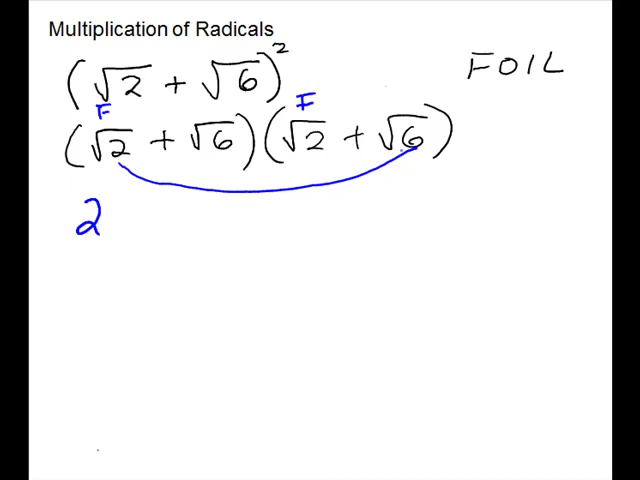 Multiplication of Radicals
(√2 + √6)² FOIL
F F
(√2 + √6)(√2 + √6)
2